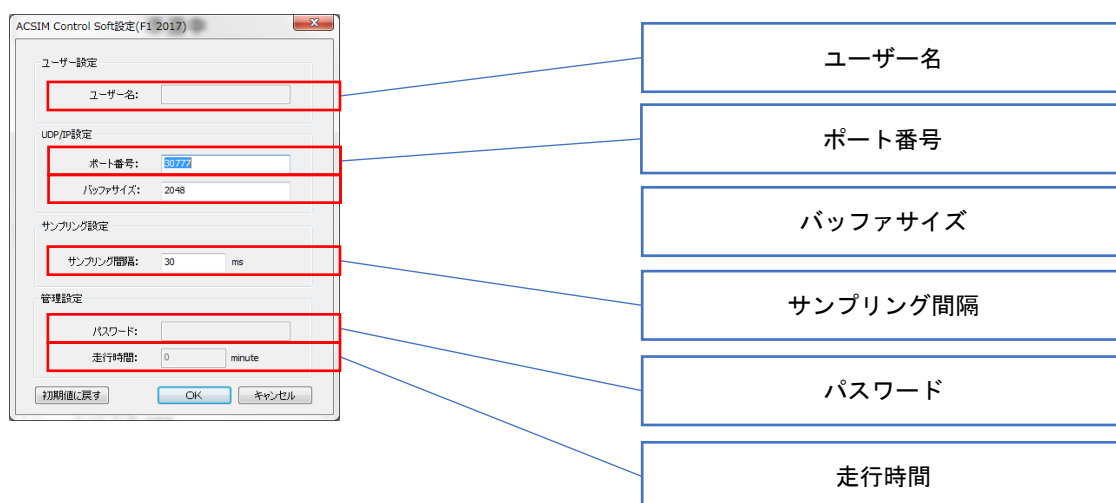 ACSIM Control Soft設定(F1 2017)
ユーザー設定
ユーザー名:
UDP/IP設定
ポート番号: 30777
バッファサイズ: 2048
サンプリング設定
サンプリング間隔: 30 ms
管理設定
パスワード:
走行時間: 0 minute
初期値に戻す OK キャンセル
ユーザー名
ポート番号
バッファサイズ
サンプリング間隔
パスワード
走行時間